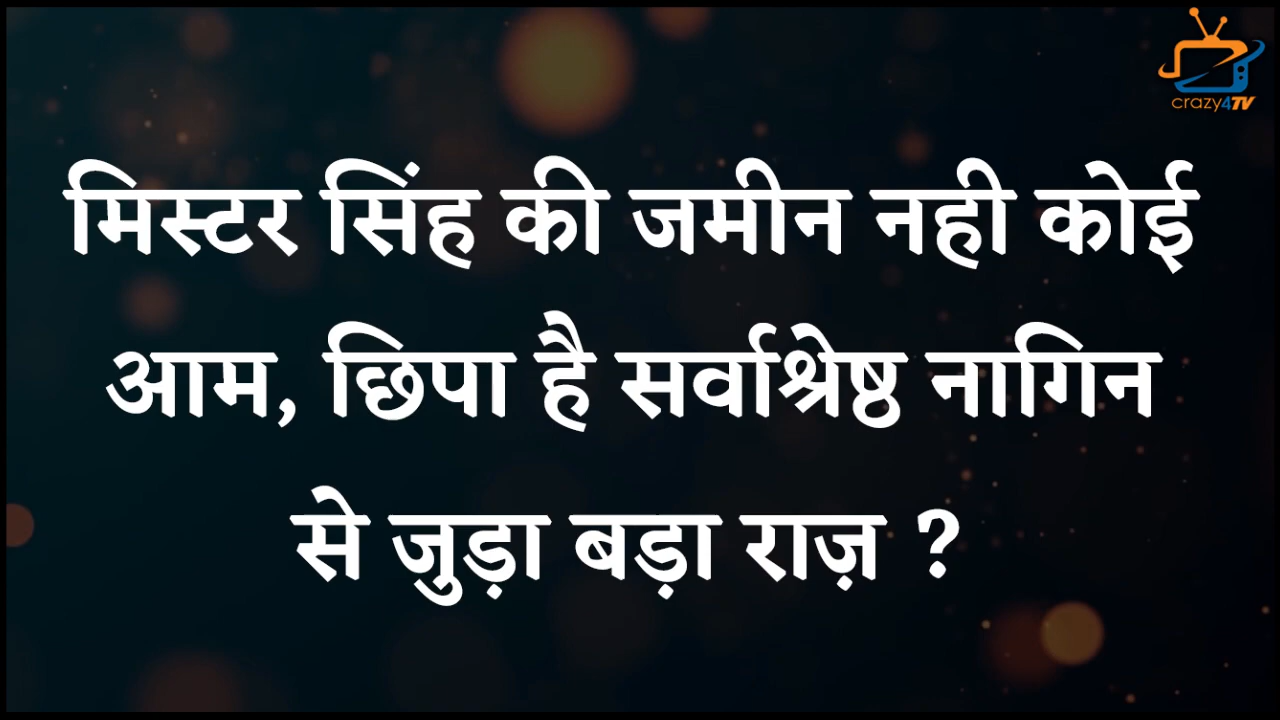 crazy4TV
मिस्टर सिंह की जमीन नही कोई
आम, छिपा है सर्वाश्रेष्ठ नागिन
से जुड़ा बड़ा राज़ ?